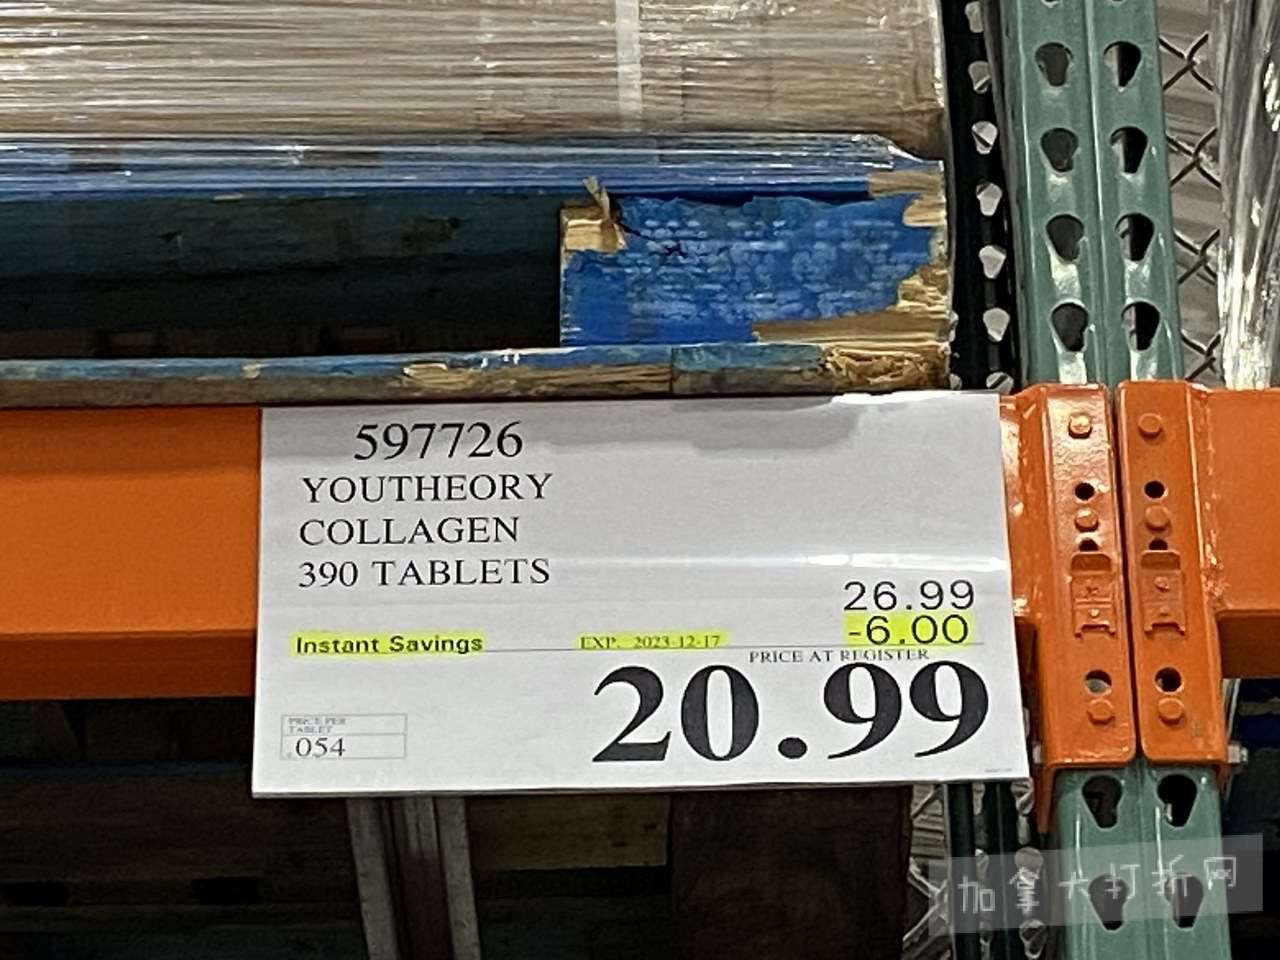 597726
YOUTHEORY
COLLAGEN
390 TABLETS
26.99
-6.00
Instant Savings EXP. 2023-12-17
PRICE AT REGISTER
20.99
PRICE PER
TABLET
.054
加拿大打折网